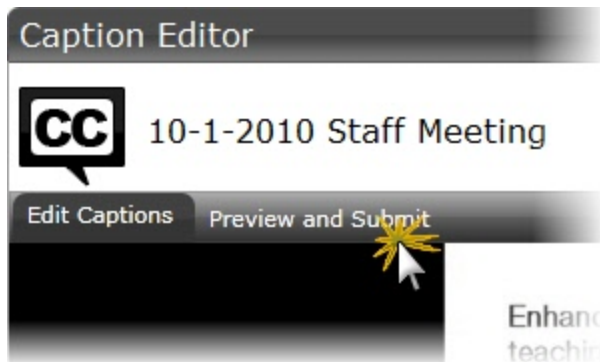 Caption Editor
CC
10-1-2010 Staff Meeting
Edit Captions
Preview and Submit